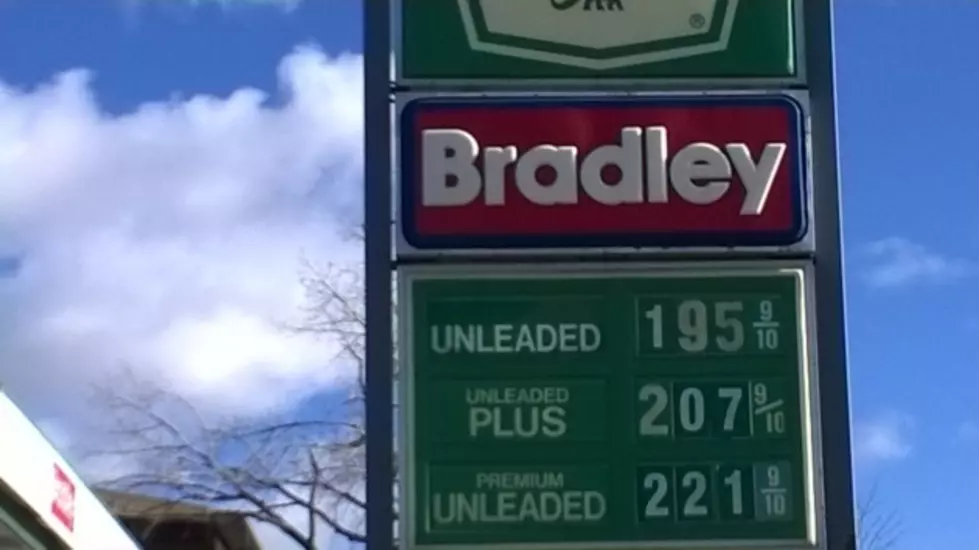 ®
Bradley
UNLEADED 195 9/10
UNLEADED
PLUS 207 9/10
PREMIUM
UNLEADED 221 9/10